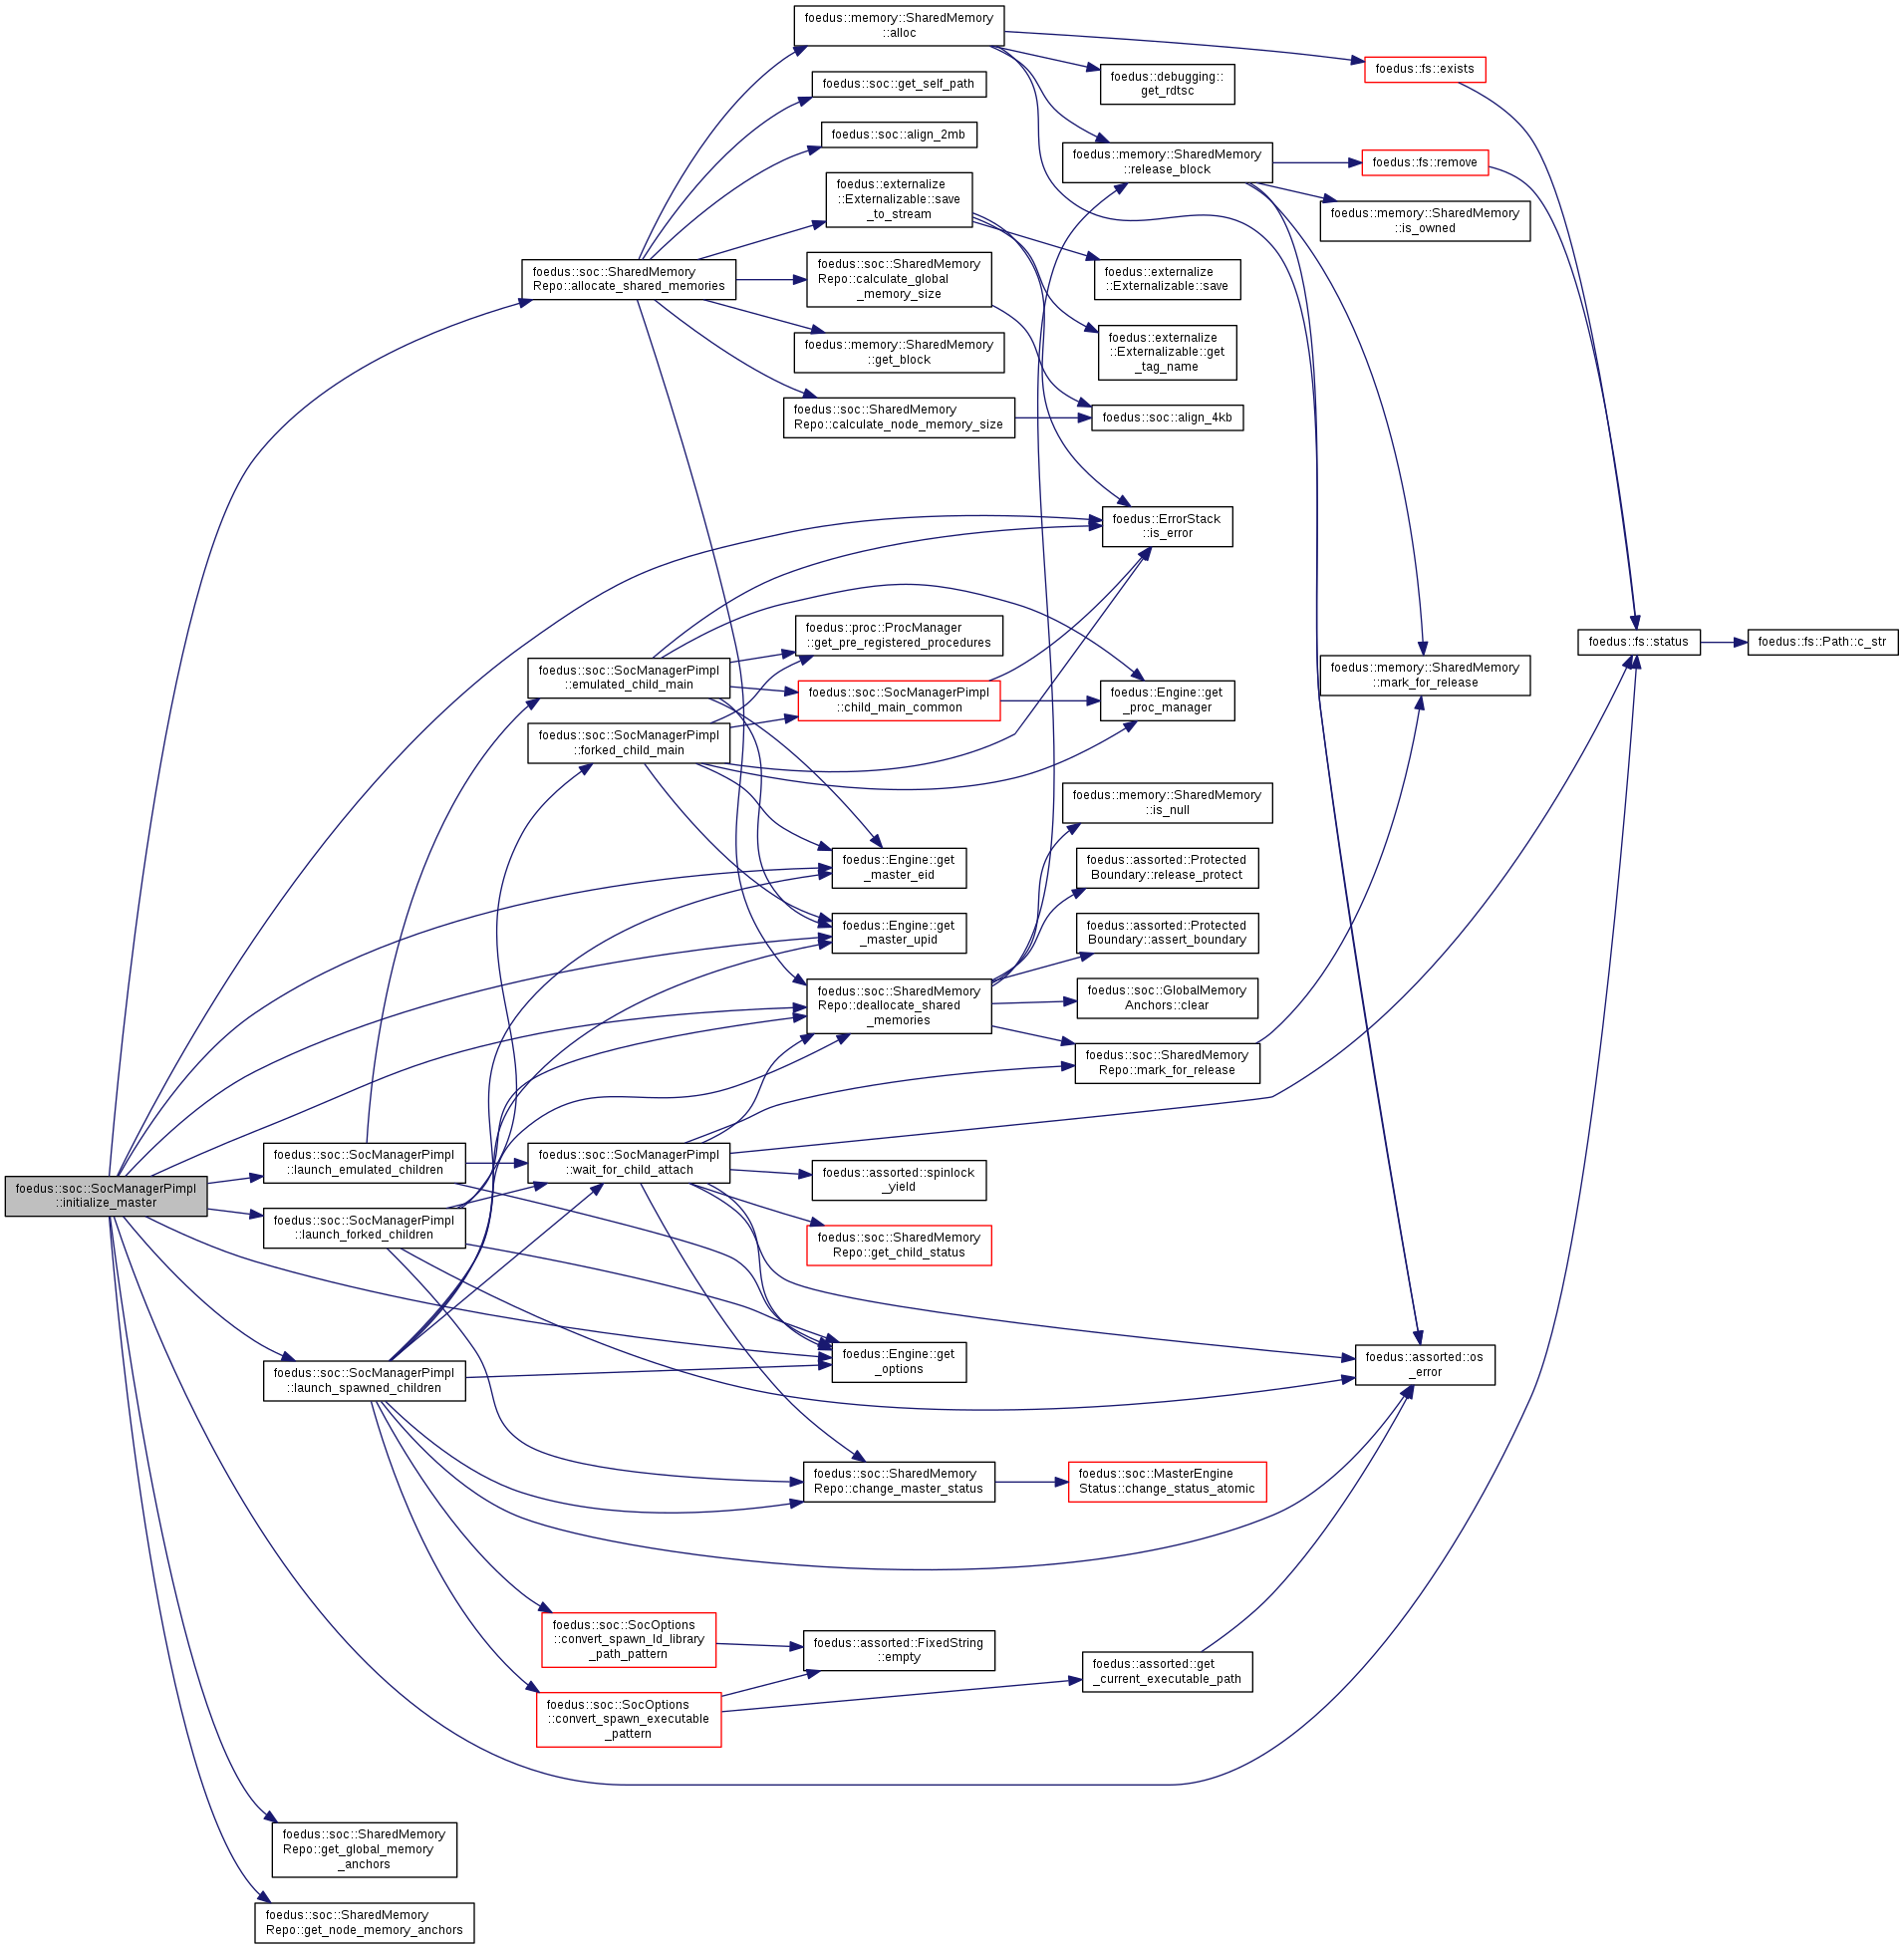 foedus::soc::SocManagerPimpl
::initialize_master
foedus::soc::SharedMemory
Repo::allocate_shared_memories
foedus::memory::SharedMemory
::alloc
foedus::soc::get_self_path
foedus::soc::align_2mb
foedus::externalize
::Externalizable::save
_to_stream
foedus::soc::SharedMemory
Repo::calculate_global
_memory_size
foedus::memory::SharedMemory
::get_block
foedus::soc::SharedMemory
Repo::calculate_node_memory_size
foedus::debugging::
get_rdtsc
foedus::memory::SharedMemory
::release_block
foedus::fs::exists
foedus::fs::remove
foedus::memory::SharedMemory
::is_owned
foedus::externalize
::Externalizable::save
foedus::externalize
::Externalizable::get
_tag_name
foedus::soc::align_4kb
foedus::ErrorStack
::is_error
foedus::proc::ProcManager
::get_pre_registered_procedures
foedus::soc::SocManagerPimpl
::emulated_child_main
foedus::soc::SocManagerPimpl
::child_main_common
foedus::Engine::get
_proc_manager
foedus::soc::SocManagerPimpl
::forked_child_main
foedus::fs::status
foedus::fs::Path::c_str
foedus::memory::SharedMemory
::mark_for_release
foedus::memory::SharedMemory
::is_null
foedus::Engine::get
_master_eid
foedus::assorted::Protected
Boundary::release_protect
foedus::Engine::get
_master_upid
foedus::assorted::Protected
Boundary::assert_boundary
foedus::soc::SharedMemory
Repo::deallocate_shared
_memories
foedus::soc::GlobalMemory
Anchors::clear
foedus::soc::SharedMemory
Repo::mark_for_release
foedus::soc::SocManagerPimpl
::launch_emulated_children
foedus::soc::SocManagerPimpl
::wait_for_child_attach
foedus::assorted::spinlock
_yield
foedus::soc::SocManagerPimpl
::launch_forked_children
foedus::soc::SharedMemory
Repo::get_child_status
foedus::Engine::get
_options
foedus::assorted::os
_error
foedus::soc::SocManagerPimpl
::launch_spawned_children
foedus::soc::SharedMemory
Repo::change_master_status
foedus::soc::MasterEngine
Status::change_status_atomic
foedus::soc::SocOptions
::convert_spawn_ld_library
_path_pattern
foedus::assorted::FixedString
::empty
foedus::assorted::get
_current_executable_path
foedus::soc::SocOptions
::convert_spawn_executable
_pattern
foedus::soc::SharedMemory
Repo::get_global_memory
_anchors
foedus::soc::SharedMemory
Repo::get_node_memory_anchors